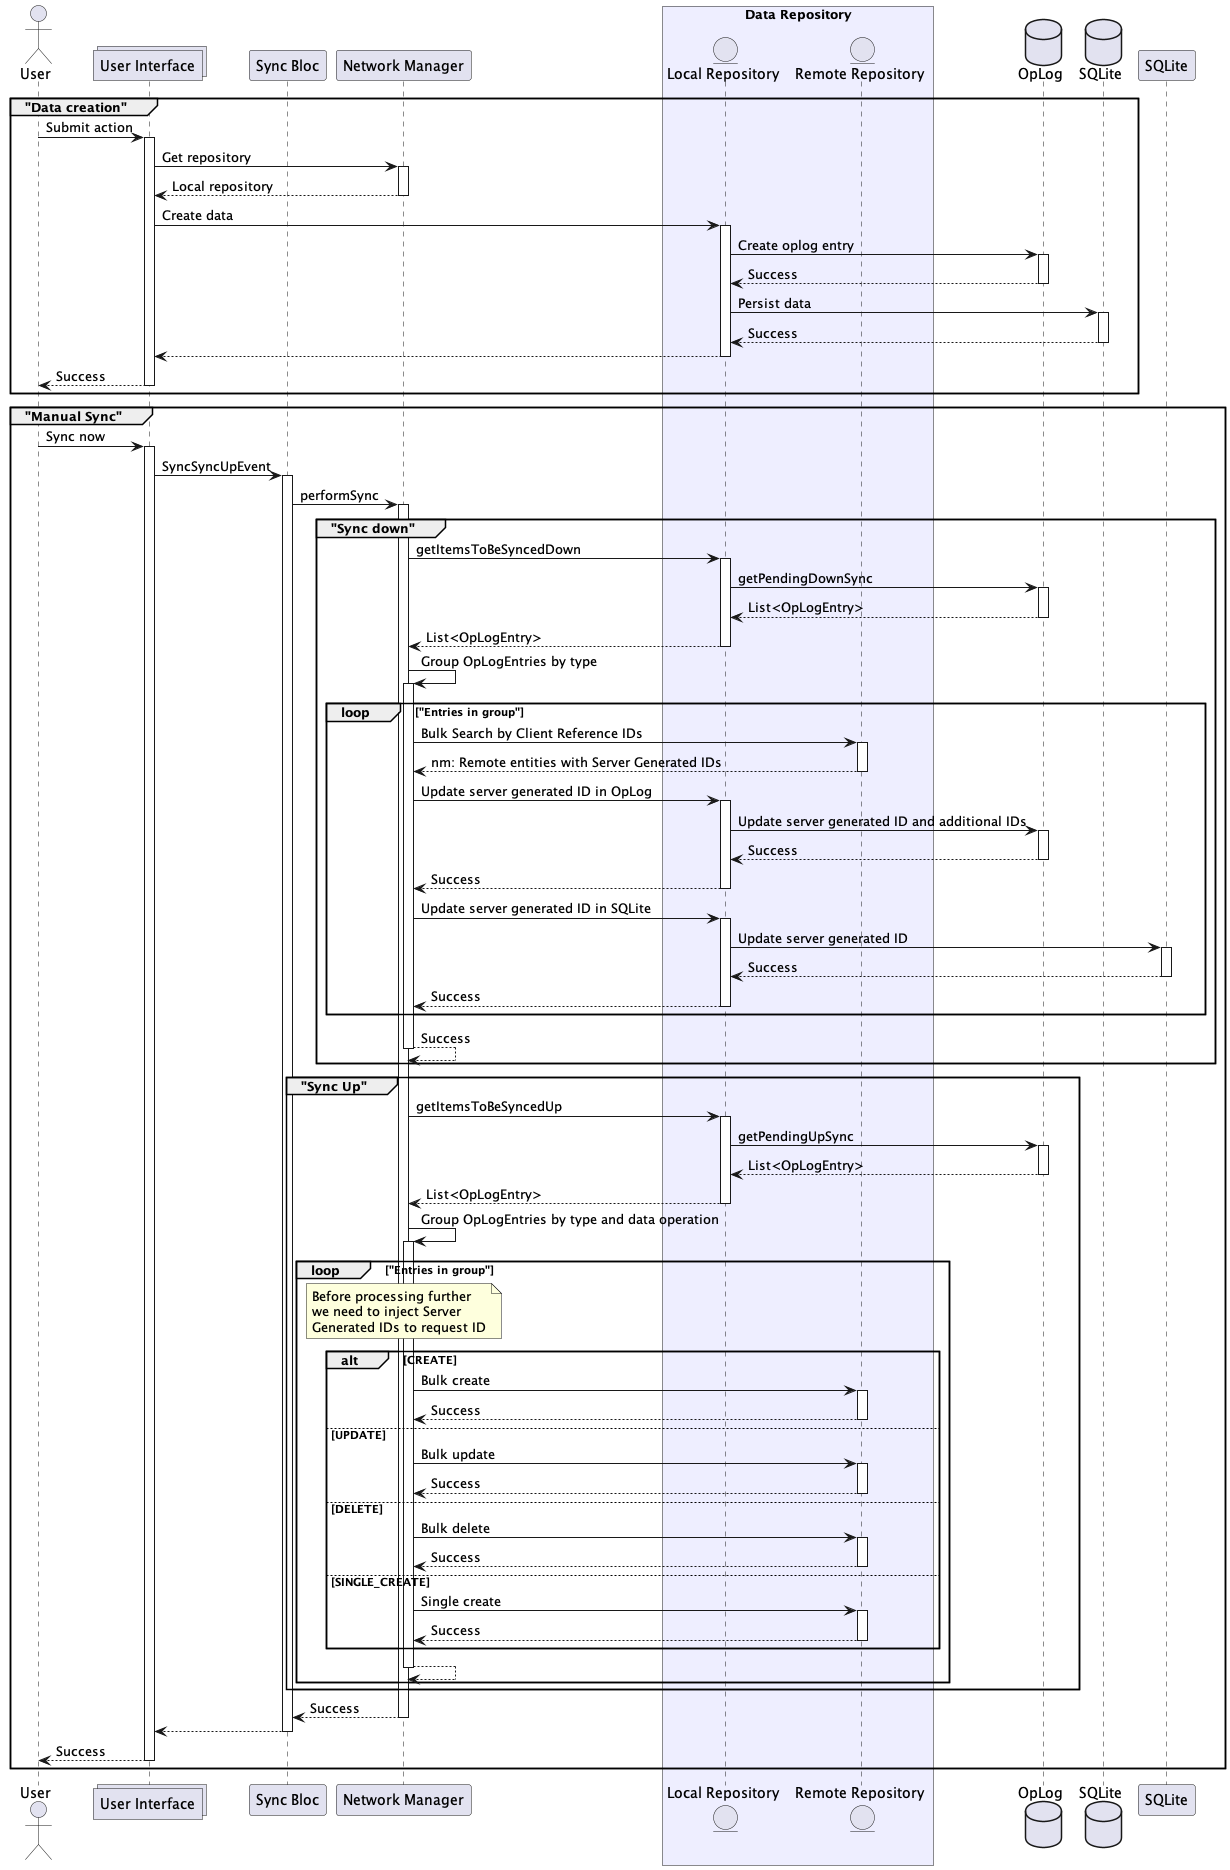 Data Repository
User
User Interface
Sync Bloc
Network Manager
Local Repository
Remote Repository
OpLog
SQLite
SQLite
"Data creation"
Submit action
Get repository
Local repository
Create data
Create oplog entry
Success
Persist data
Success
Success
"Manual Sync"
Sync now
SyncSyncUpEvent
performSync
"Sync down"
getItemsToBeSyncedDown
getPendingDownSync
List<OpLogEntry>
List<OpLogEntry>
Group OpLogEntries by type
loop ["Entries in group"]
Bulk Search by Client Reference IDs
nm: Remote entities with Server Generated IDs
Update server generated ID in OpLog
Update server generated ID and additional IDs
Success
Success
Update server generated ID in SQLite
Update server generated ID
Success
Success
Success
"Sync Up"
getItemsToBeSyncedUp
getPendingUpSync
List<OpLogEntry>
List<OpLogEntry>
Group OpLogEntries by type and data operation
loop ["Entries in group"]
Before processing further
we need to inject Server
Generated IDs to request ID
alt [CREATE]
Bulk create
Success
[UPDATE]
Bulk update
Success
[DELETE]
Bulk delete
Success
[SINGLE_CREATE]
Single create
Success
Success
Success
User
User Interface
Sync Bloc
Network Manager
Local Repository
Remote Repository
OpLog
SQLite
SQLite